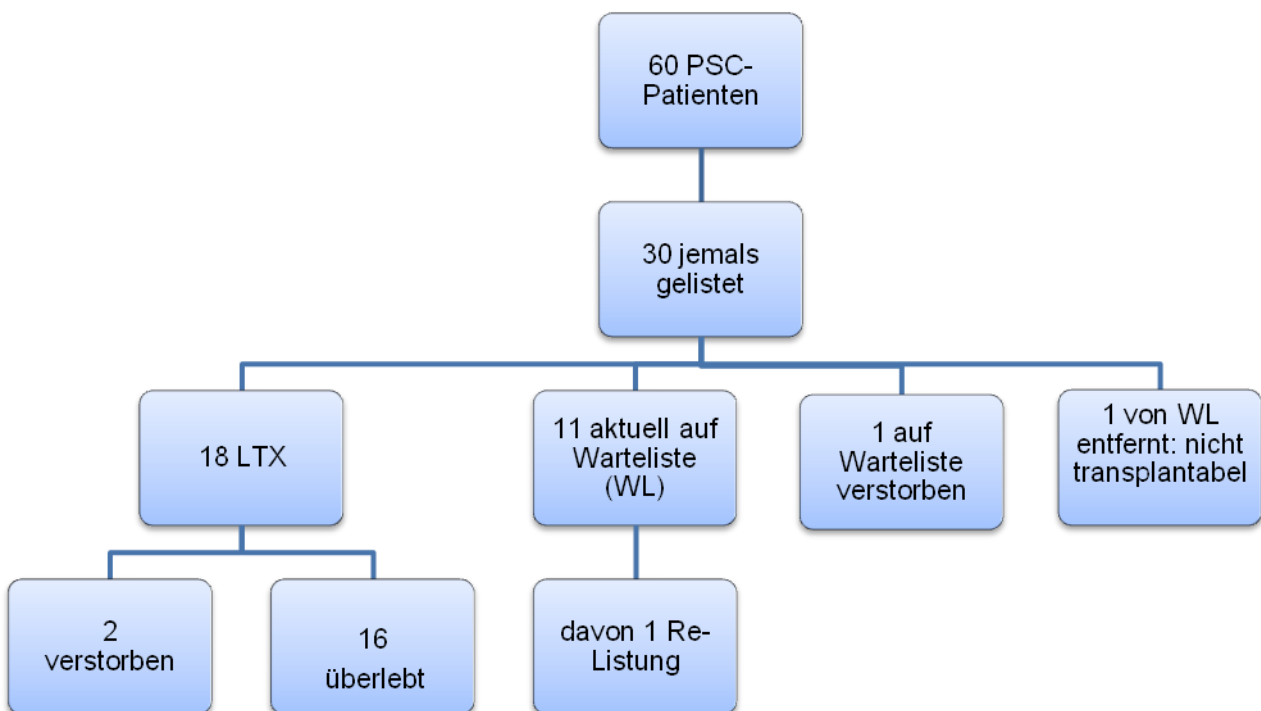 60 PSC-
Patienten
30 jemals
gelistet
18 LTX
11 aktuell auf
Warteliste
(WL)
1 auf
Warteliste
verstorben
1 von WL
entfernt: nicht
transplantabel
2
verstorben
16
überlebt
davon 1 Re-
Listung